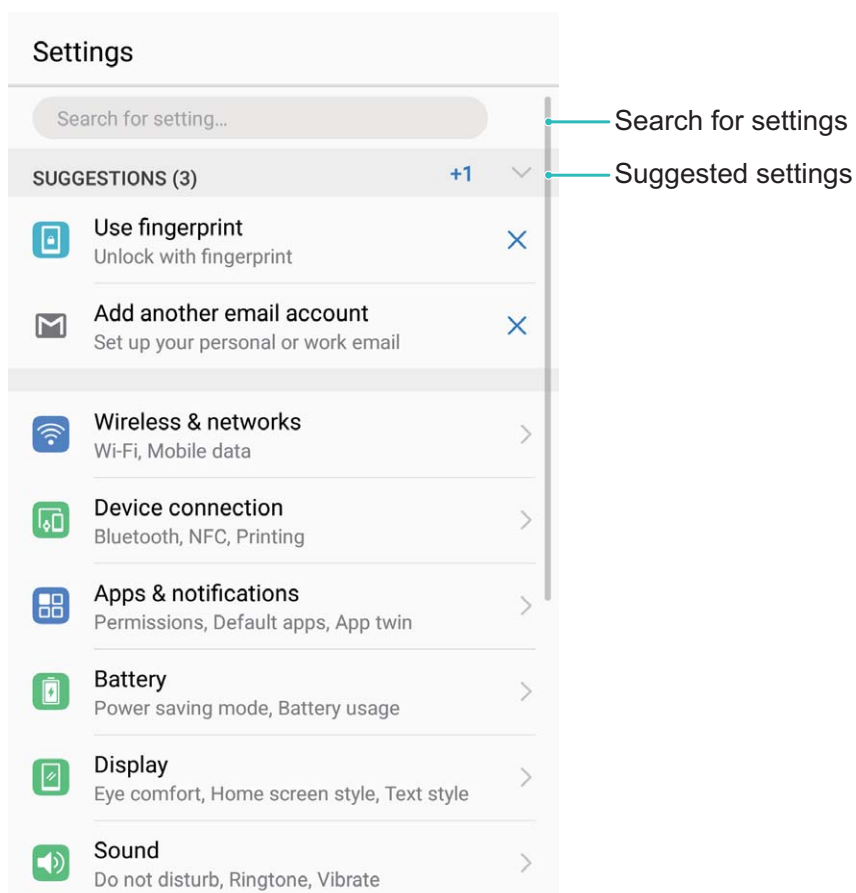 Settings
Search for setting...
Search for settings
SUGGESTIONS (3)
+1
Suggested settings
Use fingerprint
Unlock with fingerprint
Add another email account
Set up your personal or work email
Wireless & networks
Wi-Fi, Mobile data
Device connection
Bluetooth, NFC, Printing
Apps & notifications
Permissions, Default apps, App twin
Battery
Power saving mode, Battery usage
Display
Eye comfort, Home screen style, Text style
Sound
Do not disturb, Ringtone, Vibrate